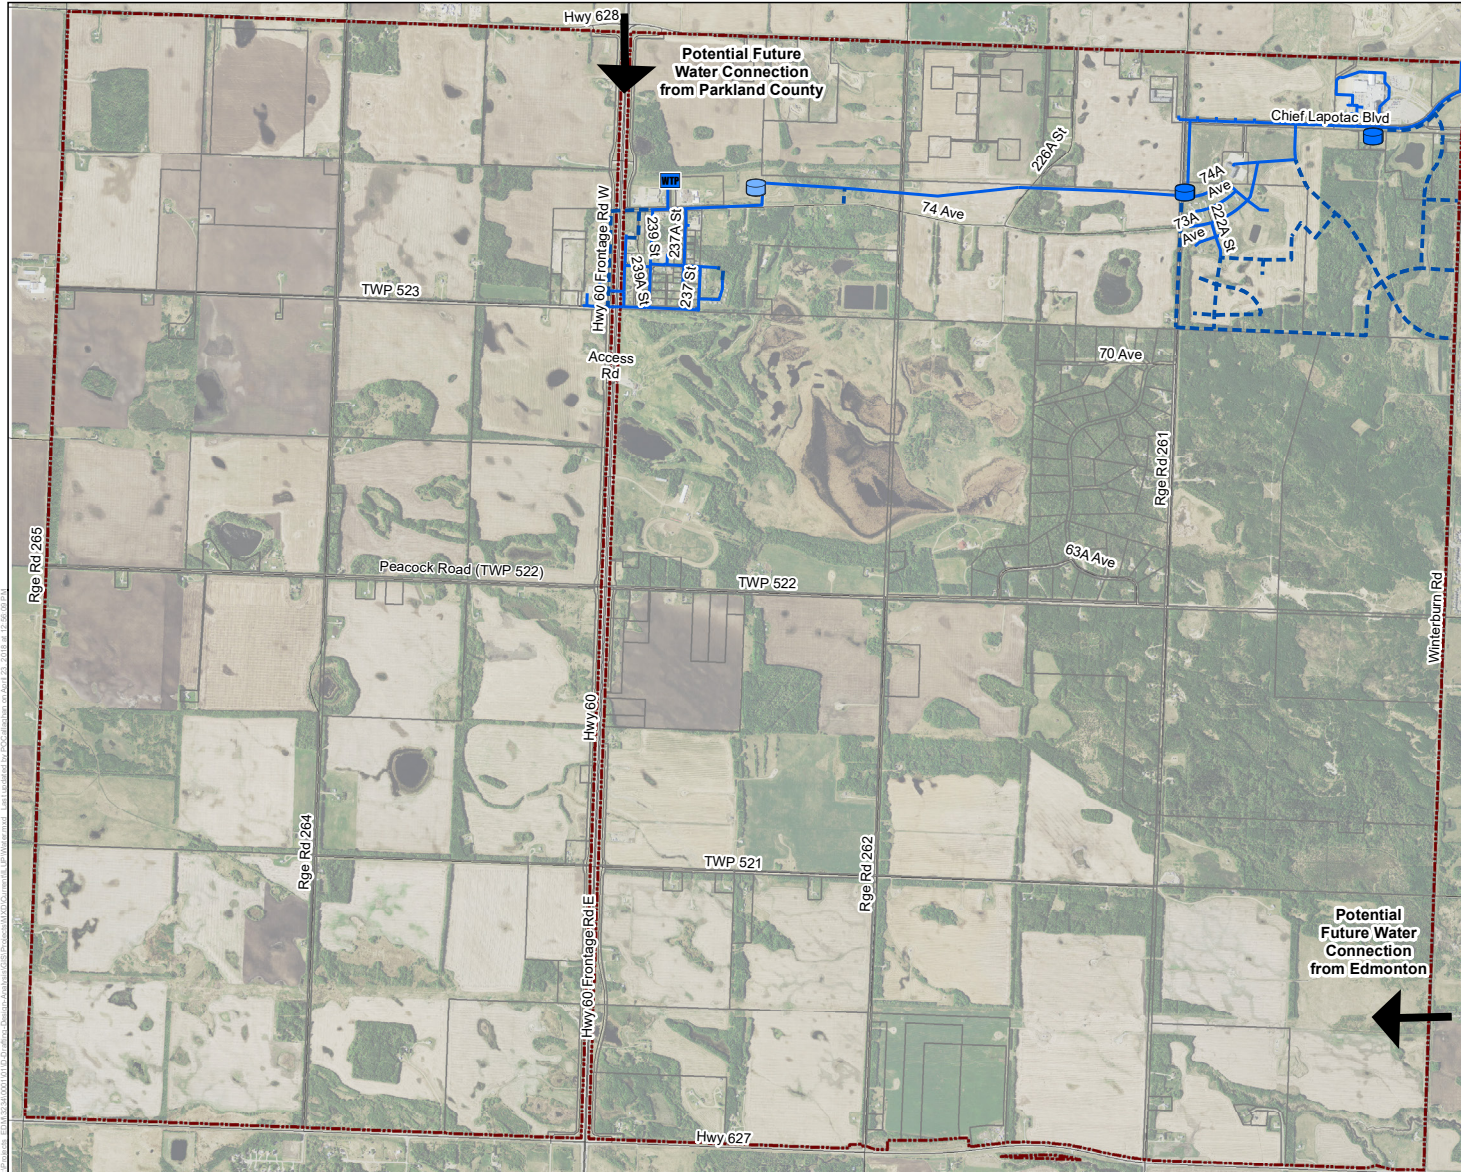 Hwy 628
Potential Future
Water Connection
from Parkland County
Chief Lapotac Blvd
226A St
WTP
74A
Ave
74 Ave
73A
Ave
222A St
239 St
237A St
239A St
237 St
Hwy 60 Frontage Rd W
TWP 523
Access
Rd
70 Ave
Rge Rd 261
63A Ave
Rge Rd 265
Peacock Road (TWP 522)
TWP 522
Winterburn Rd
Hwy 60
Rge Rd 264
TWP 521
Rge Rd 262
Hwy 60 Frontage Rd E
Potential
Future Water
Connection
from Edmonton
Hwy 627